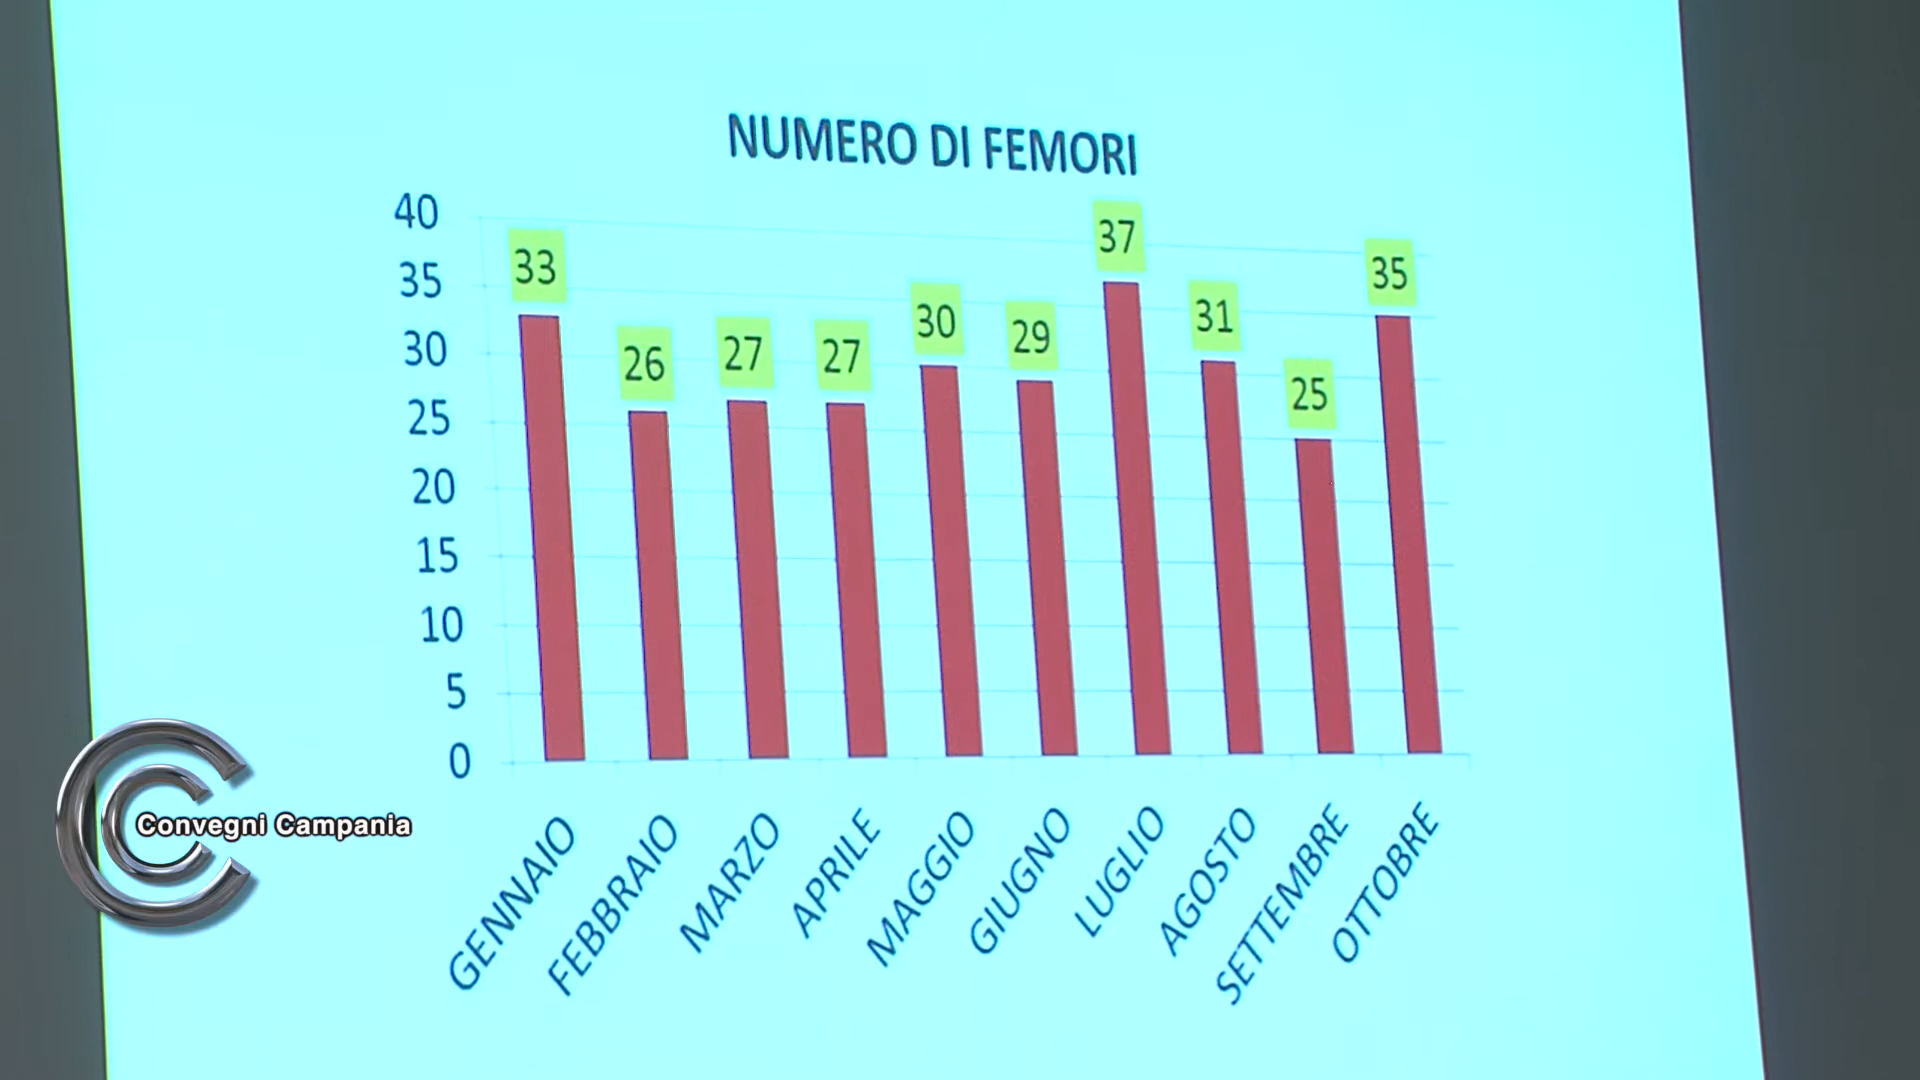 NUMERO DI FEMORI
40
35
30
25
20
15
10
5
0
33
26
27
27
30
29
37
31
25
35
GENNAIO
FEBBRAIO
MARZO
APRILE
MAGGIO
GIUGNO
LUGLIO
AGOSTO
SETTEMBRE
OTTOBRE
Convegni Campania